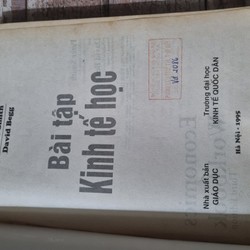 David Begg
Bài tập
Kinh tế học
Nhà xuất bản
GIÁO DỤC
Trường đại học
KINH TẾ QUỐC DÂN
Hà Nội - 1995